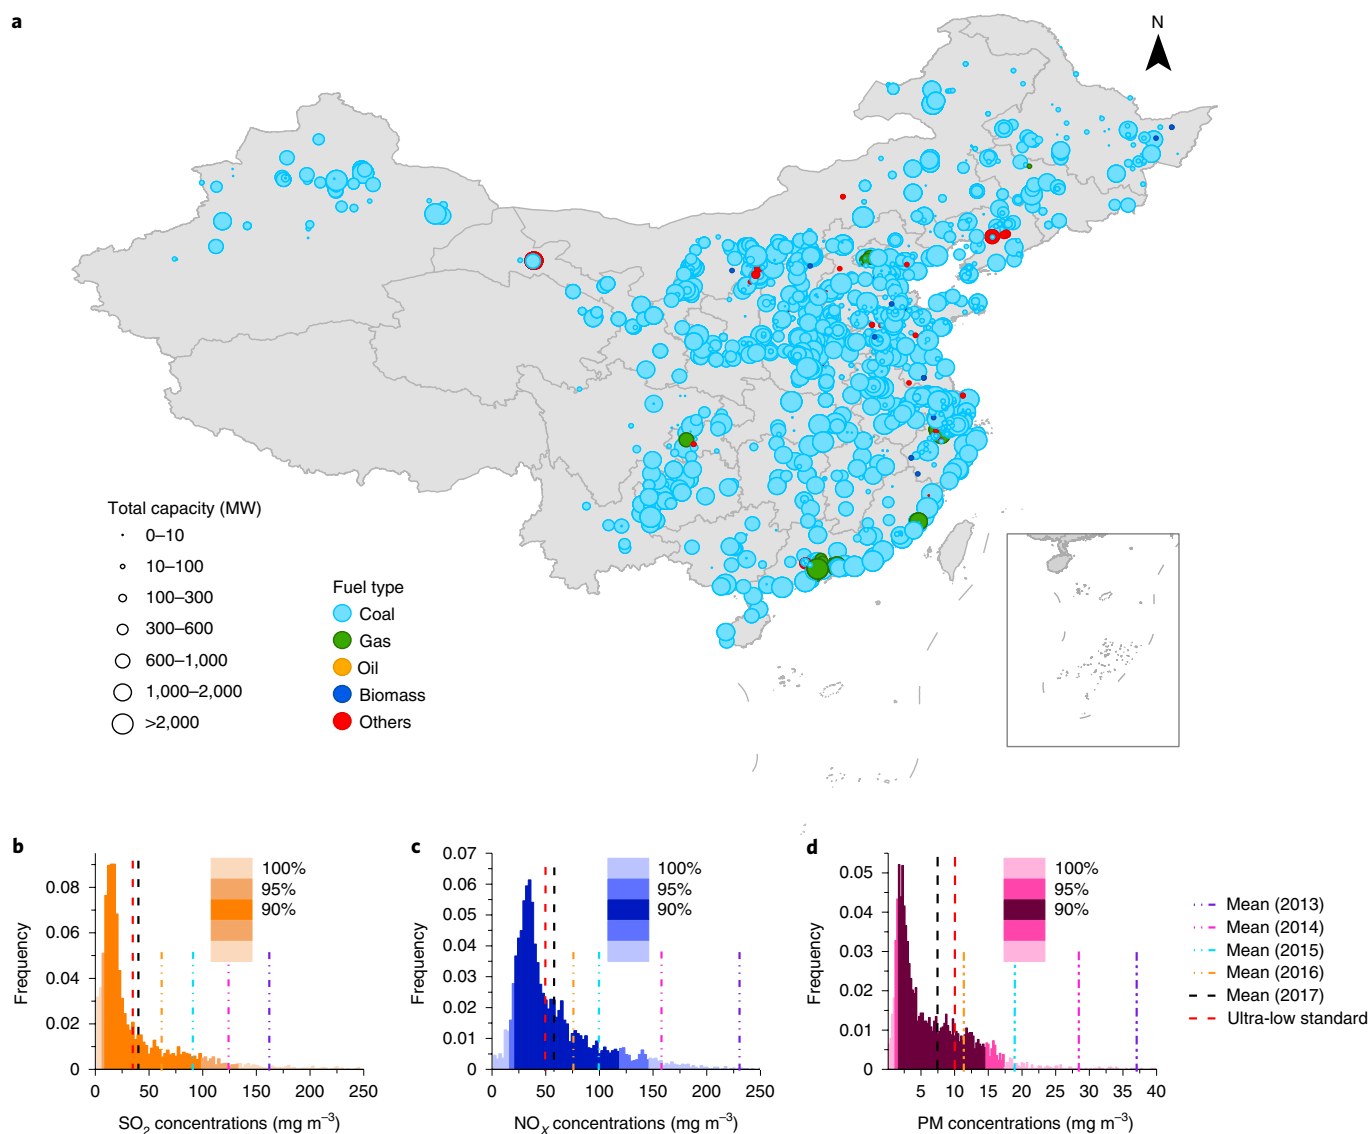 a
N
Total capacity (MW)
0–10
10–100
100–300
300–600
600–1,000
1,000–2,000
>2,000
Fuel type
Coal
Gas
Oil
Biomass
Others
b
100%
95%
90%
0.08
0.06
0.04
0.02
0
Frequency
0 50 100 150 200 250
SO₂ concentrations (mg m⁻³)
c
100%
95%
90%
0.07
0.06
0.05
0.04
0.03
0.02
0.01
0
Frequency
0 50 100 150 200 250
NOₓ concentrations (mg m⁻³)
d
100%
95%
90%
0.05
0.04
0.03
0.02
0.01
0
Frequency
5 10 15 20 25 30 35 40
PM concentrations (mg m⁻³)
Mean (2013)
Mean (2014)
Mean (2015)
Mean (2016)
Mean (2017)
Ultra-low standard